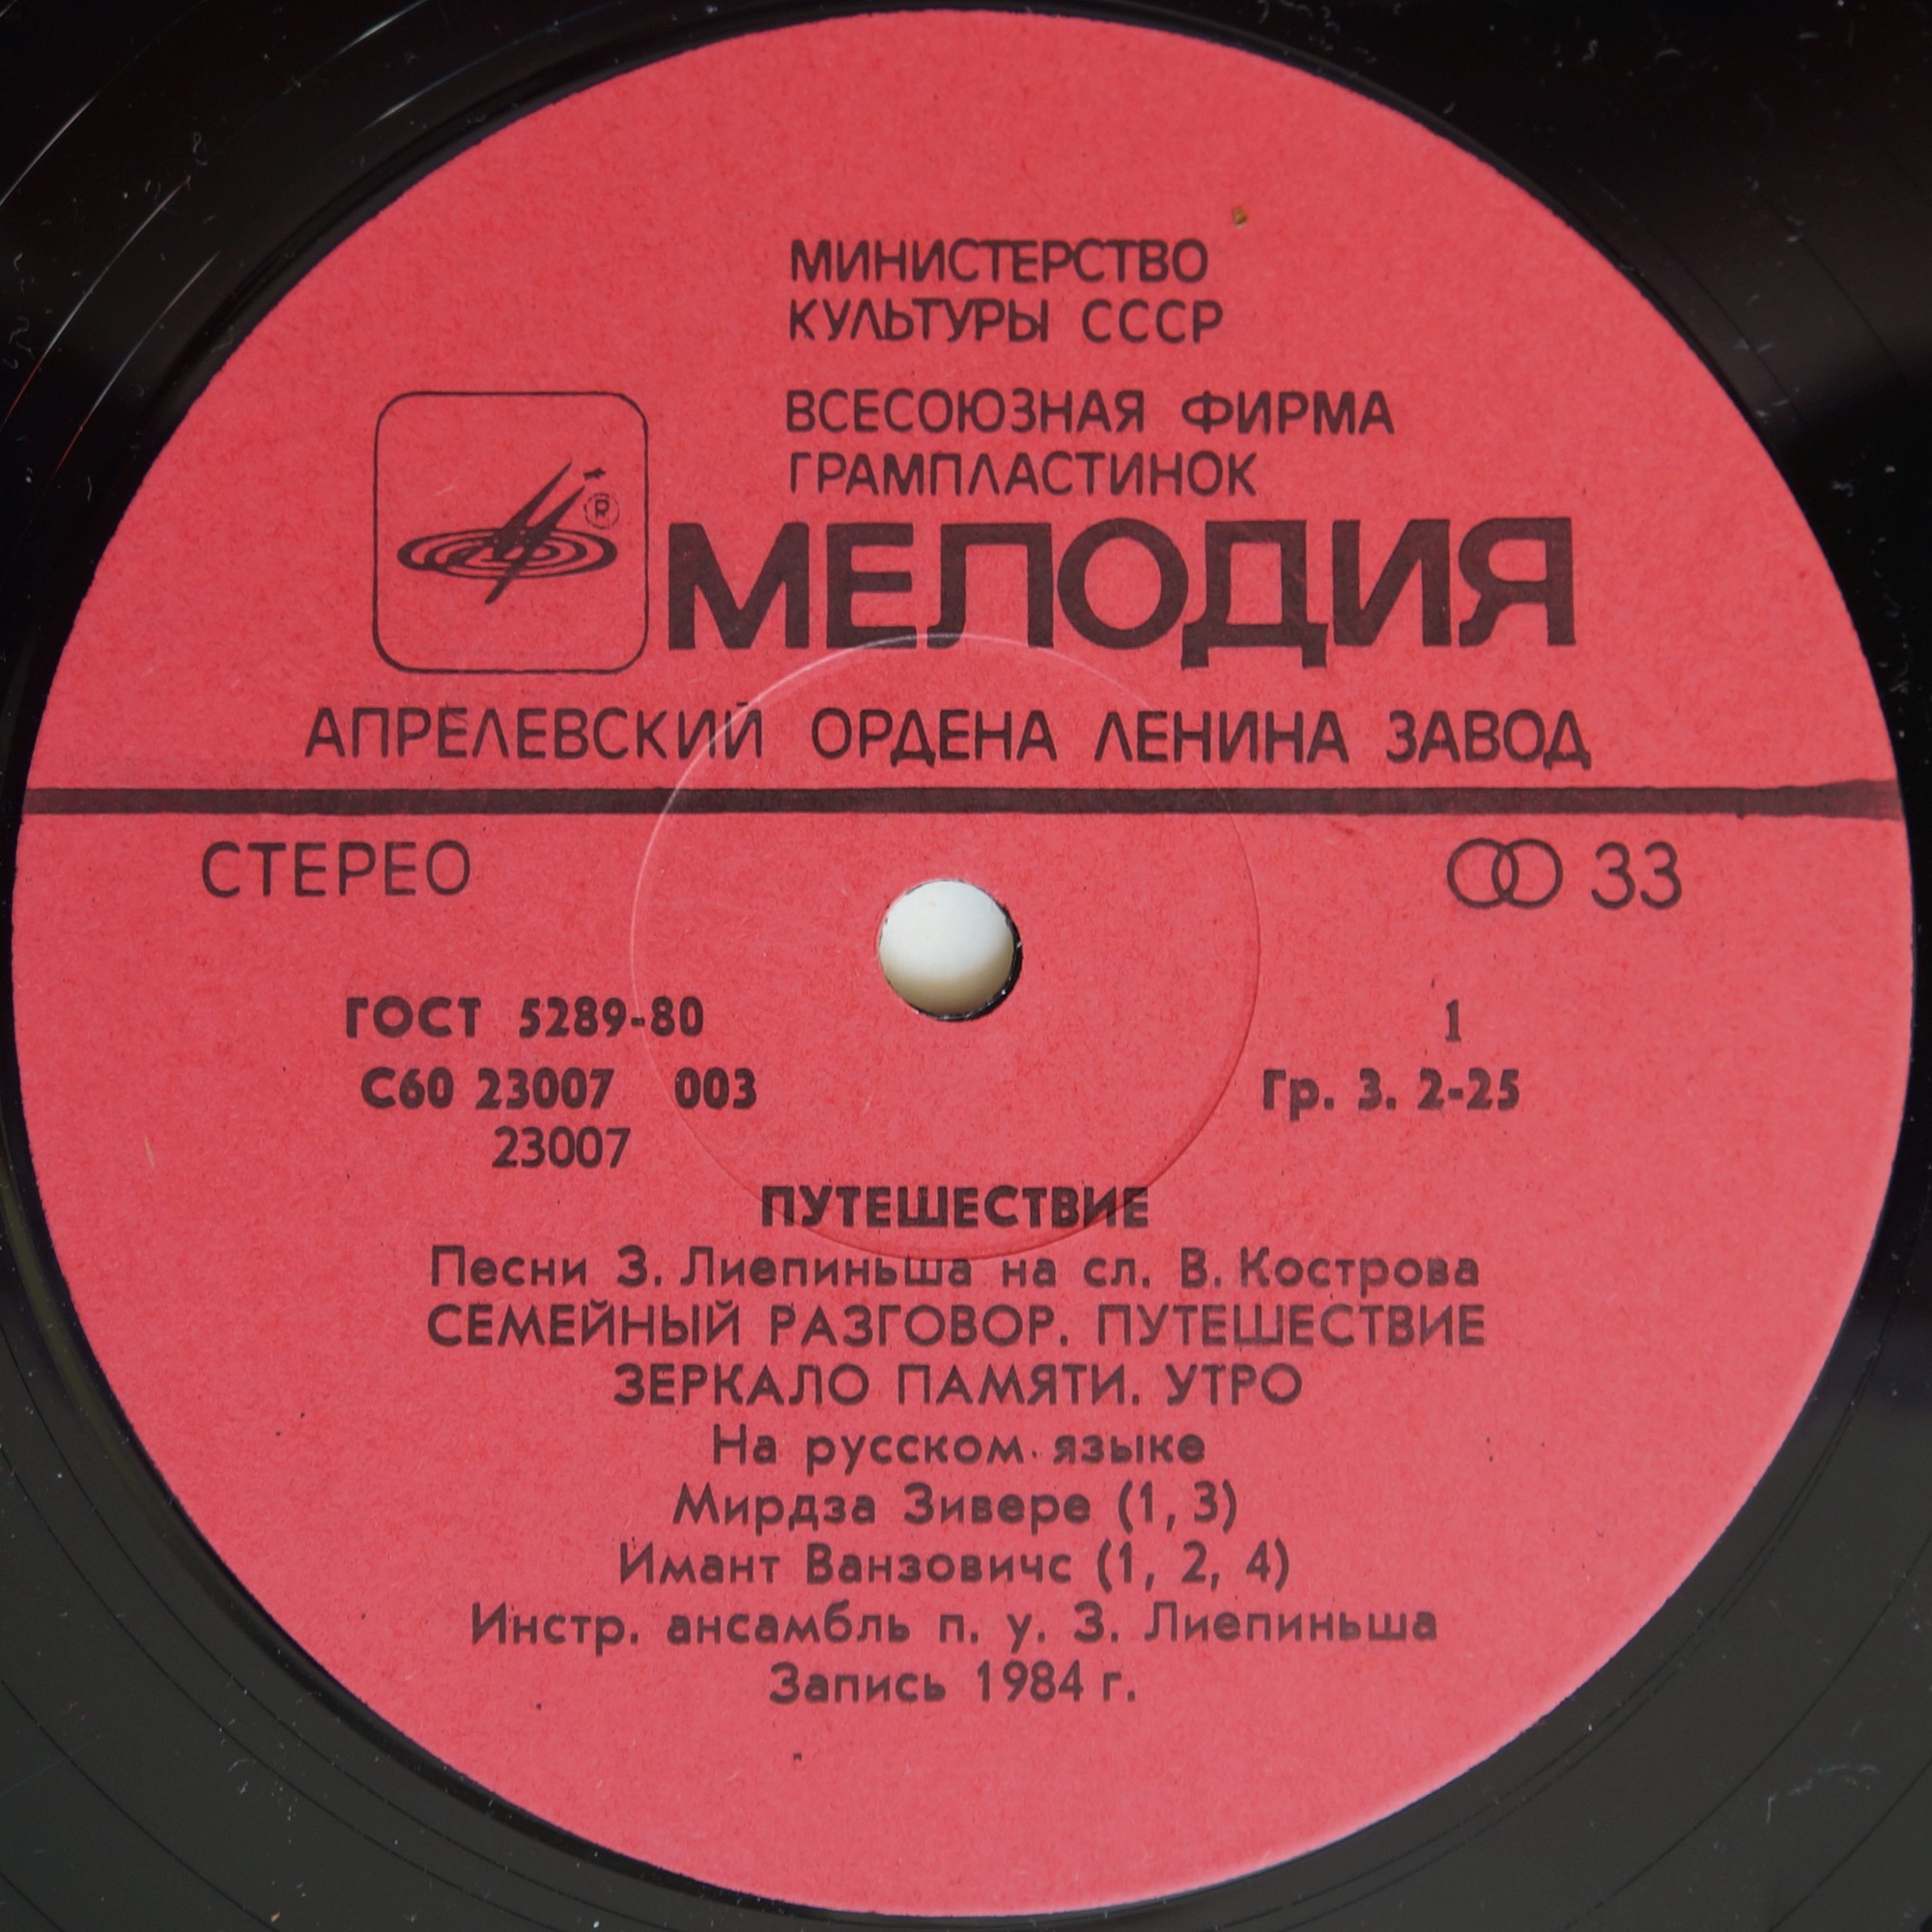 МИНИСТЕРСТВО
КУЛЬТУРЫ СССР
ВСЕСОЮЗНАЯ ФИРМА
ГРАМПЛАСТИНОК
®
МЕЛОДИЯ
АПРЕЛЕВСКИЙ ОРДЕНА ЛЕНИНА ЗАВОД
СТЕРЕО 33
ГОСТ 5289-80 1
С60 23007 003 Гр. 3. 2-25
23007
ПУТЕШЕСТВИЕ
Песни З. Лиепиньша на сл. В. Кострова
СЕМЕЙНЫЙ РАЗГОВОР. ПУТЕШЕСТВИЕ
ЗЕРКАЛО ПАМЯТИ. УТРО
На русском языке
Мирдза Зивере (1, 3)
Имант Ванзовичс (1, 2, 4)
Инстр. ансамбль п. у. З. Лиепиньша
Запись 1984 г.